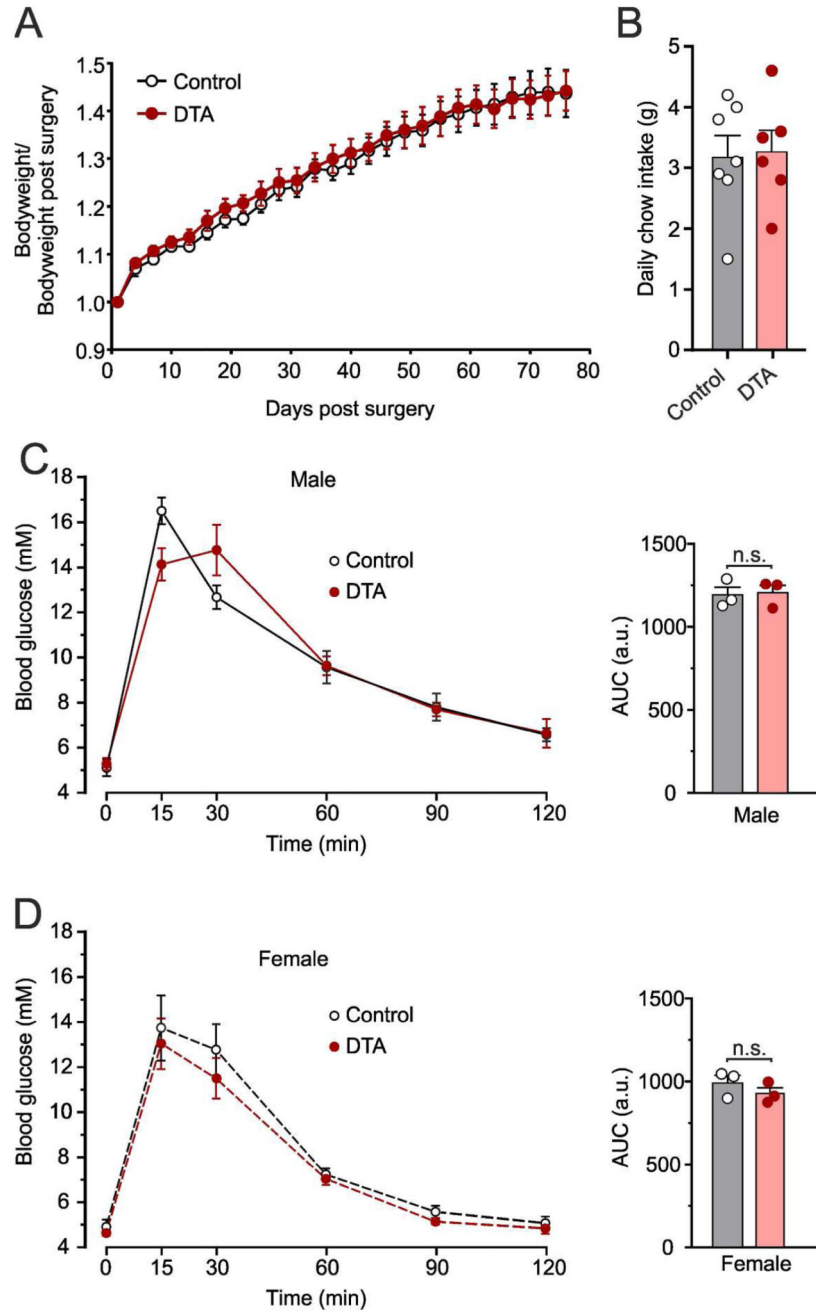 A
Bodyweight/
Bodyweight post surgery
1.5
1.4
1.3
1.2
1.1
1.0
0.9
Control
DTA
0 10 20 30 40 50 60 70 80
Days post surgery
B
Daily chow intake (g)
5
4
3
2
1
0
Control
DTA
C
Male
Blood glucose (mM)
18
16
14
12
10
8
6
4
Control
DTA
0 15 30 60 90 120
Time (min)
AUC (a.u.)
1500
1250
500
0
n.s.
Male
D
Female
Blood glucose (mM)
18
16
14
12
10
8
6
4
Control
DTA
0 15 30 60 90 120
Time (min)
AUC (a.u.)
1500
1000
500
0
n.s.
Female